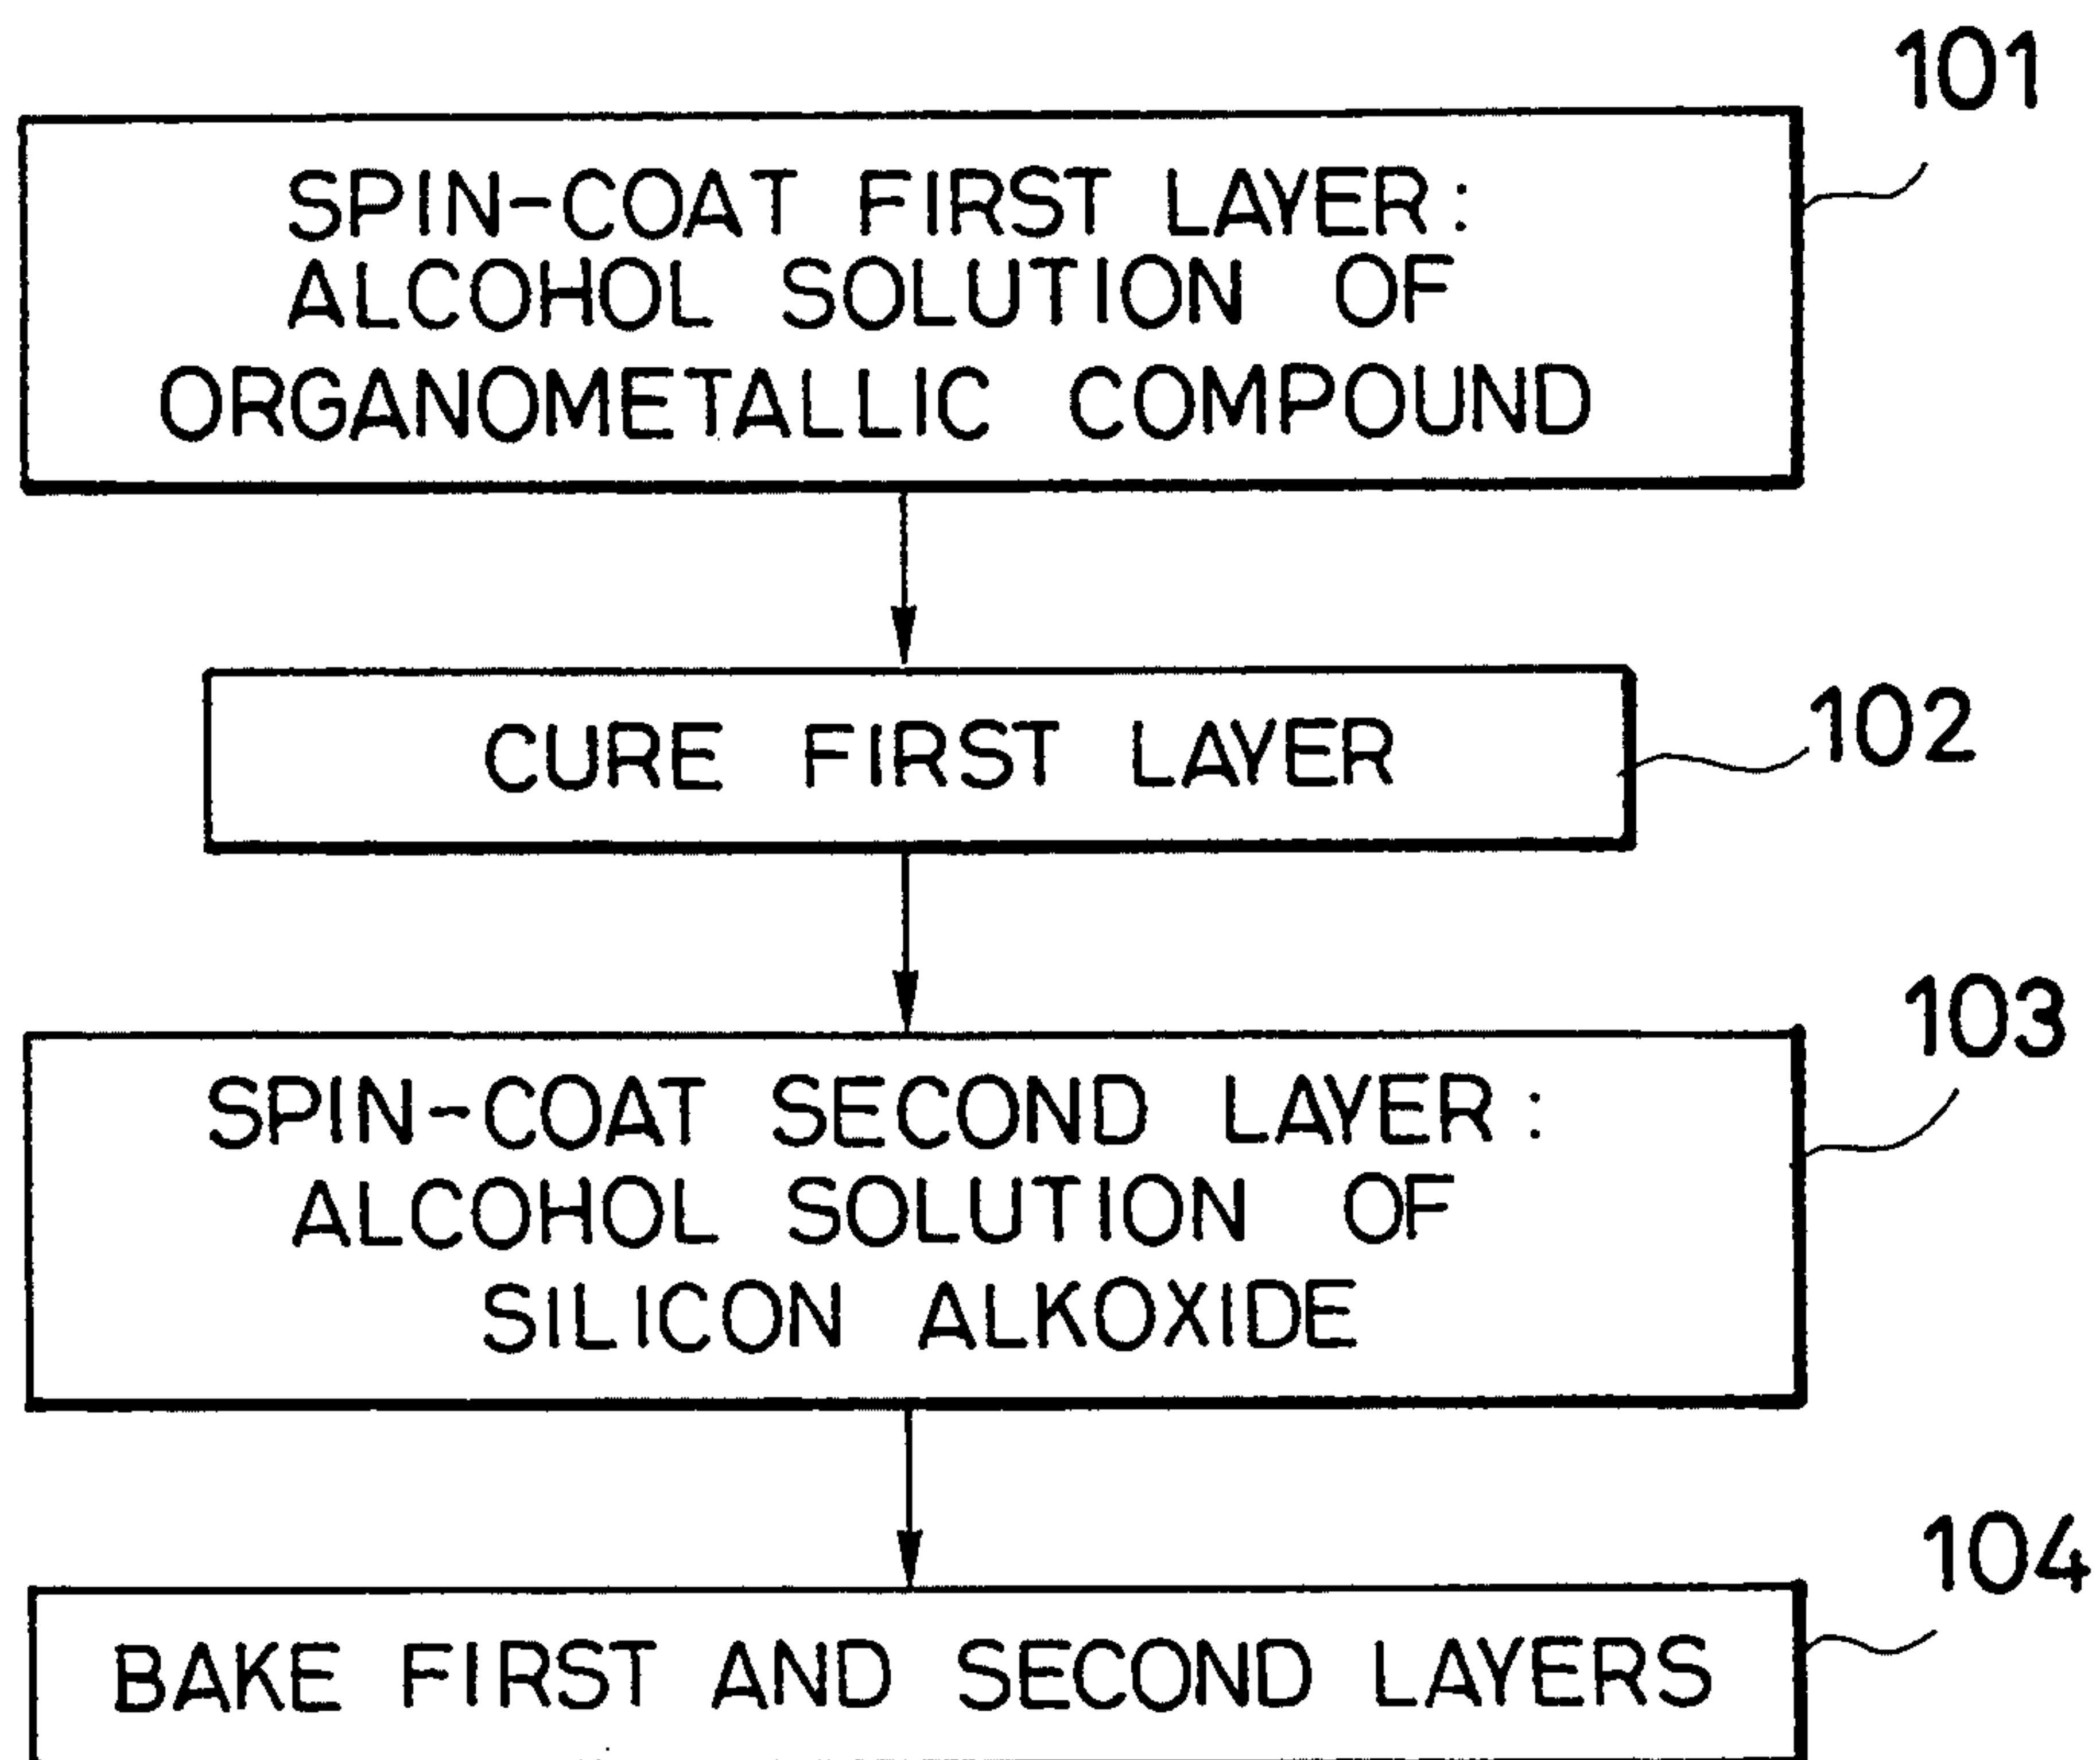 101
SPIN-COAT FIRST LAYER:
ALCOHOL SOLUTION OF
ORGANOMETALLIC COMPOUND
CURE FIRST LAYER
102
103
SPIN-COAT SECOND LAYER:
ALCOHOL SOLUTION OF
SILICON ALKOXIDE
104
BAKE FIRST AND SECOND LAYERS